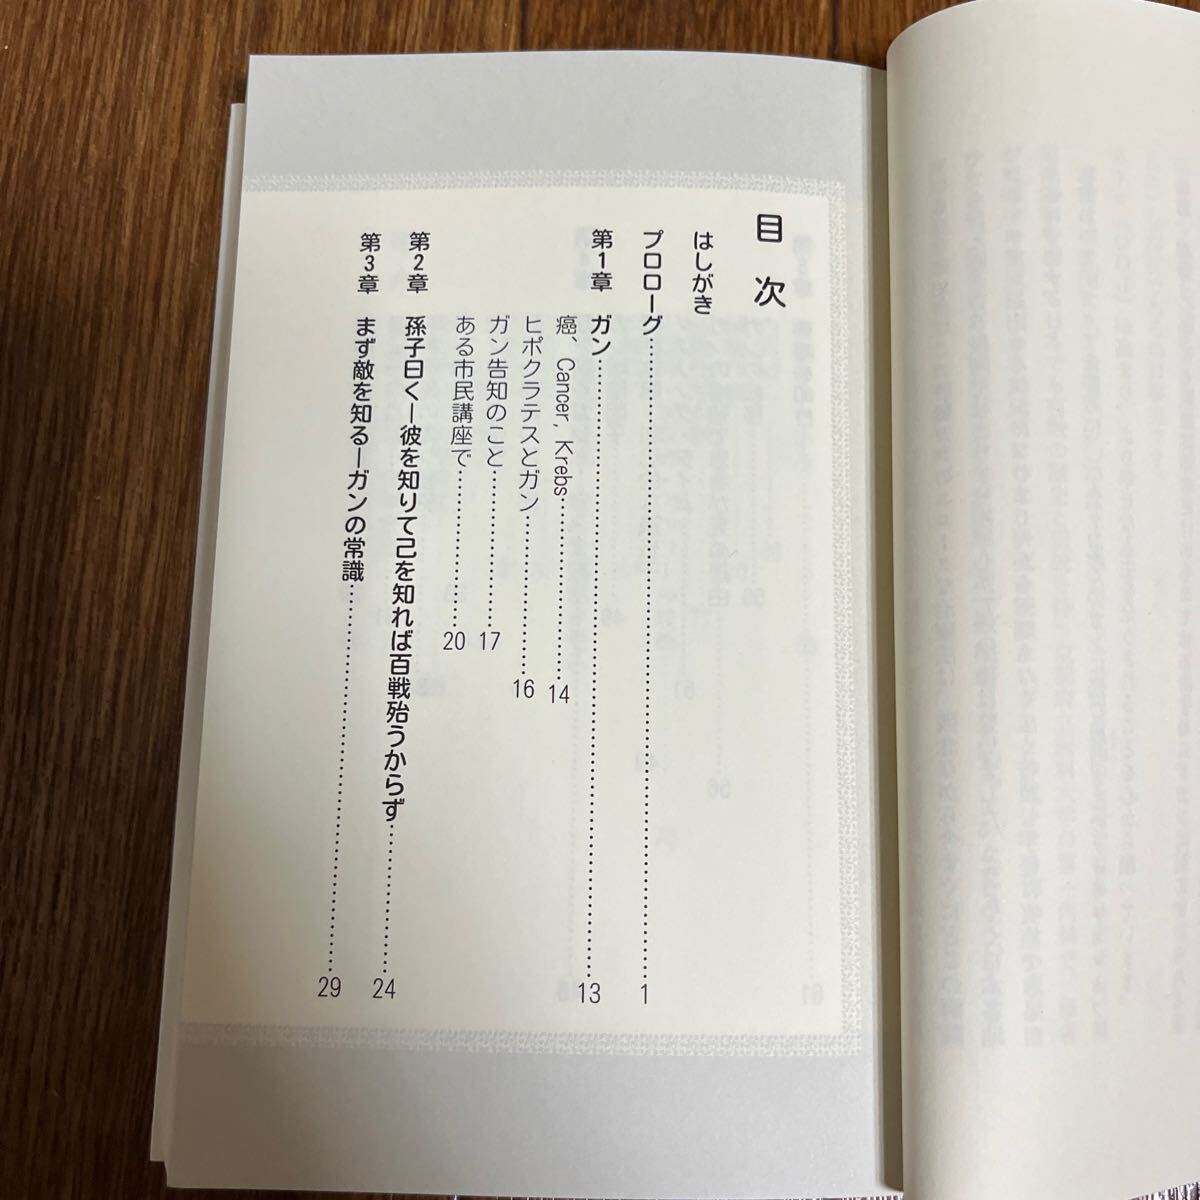 目次
はしがき
プロローグ……………………………………1
第1章 ガン……………………………………13
癌、Cancer, Krebs………………14
ヒポクラテスとガン………………16
ガン告知のこと………………17
ある市民講座で………………20
第2章 孫子曰く―彼を知りて己を知れば百戦殆うからず………………24
第3章 まず敵を知る―ガンの常識……………………………………29